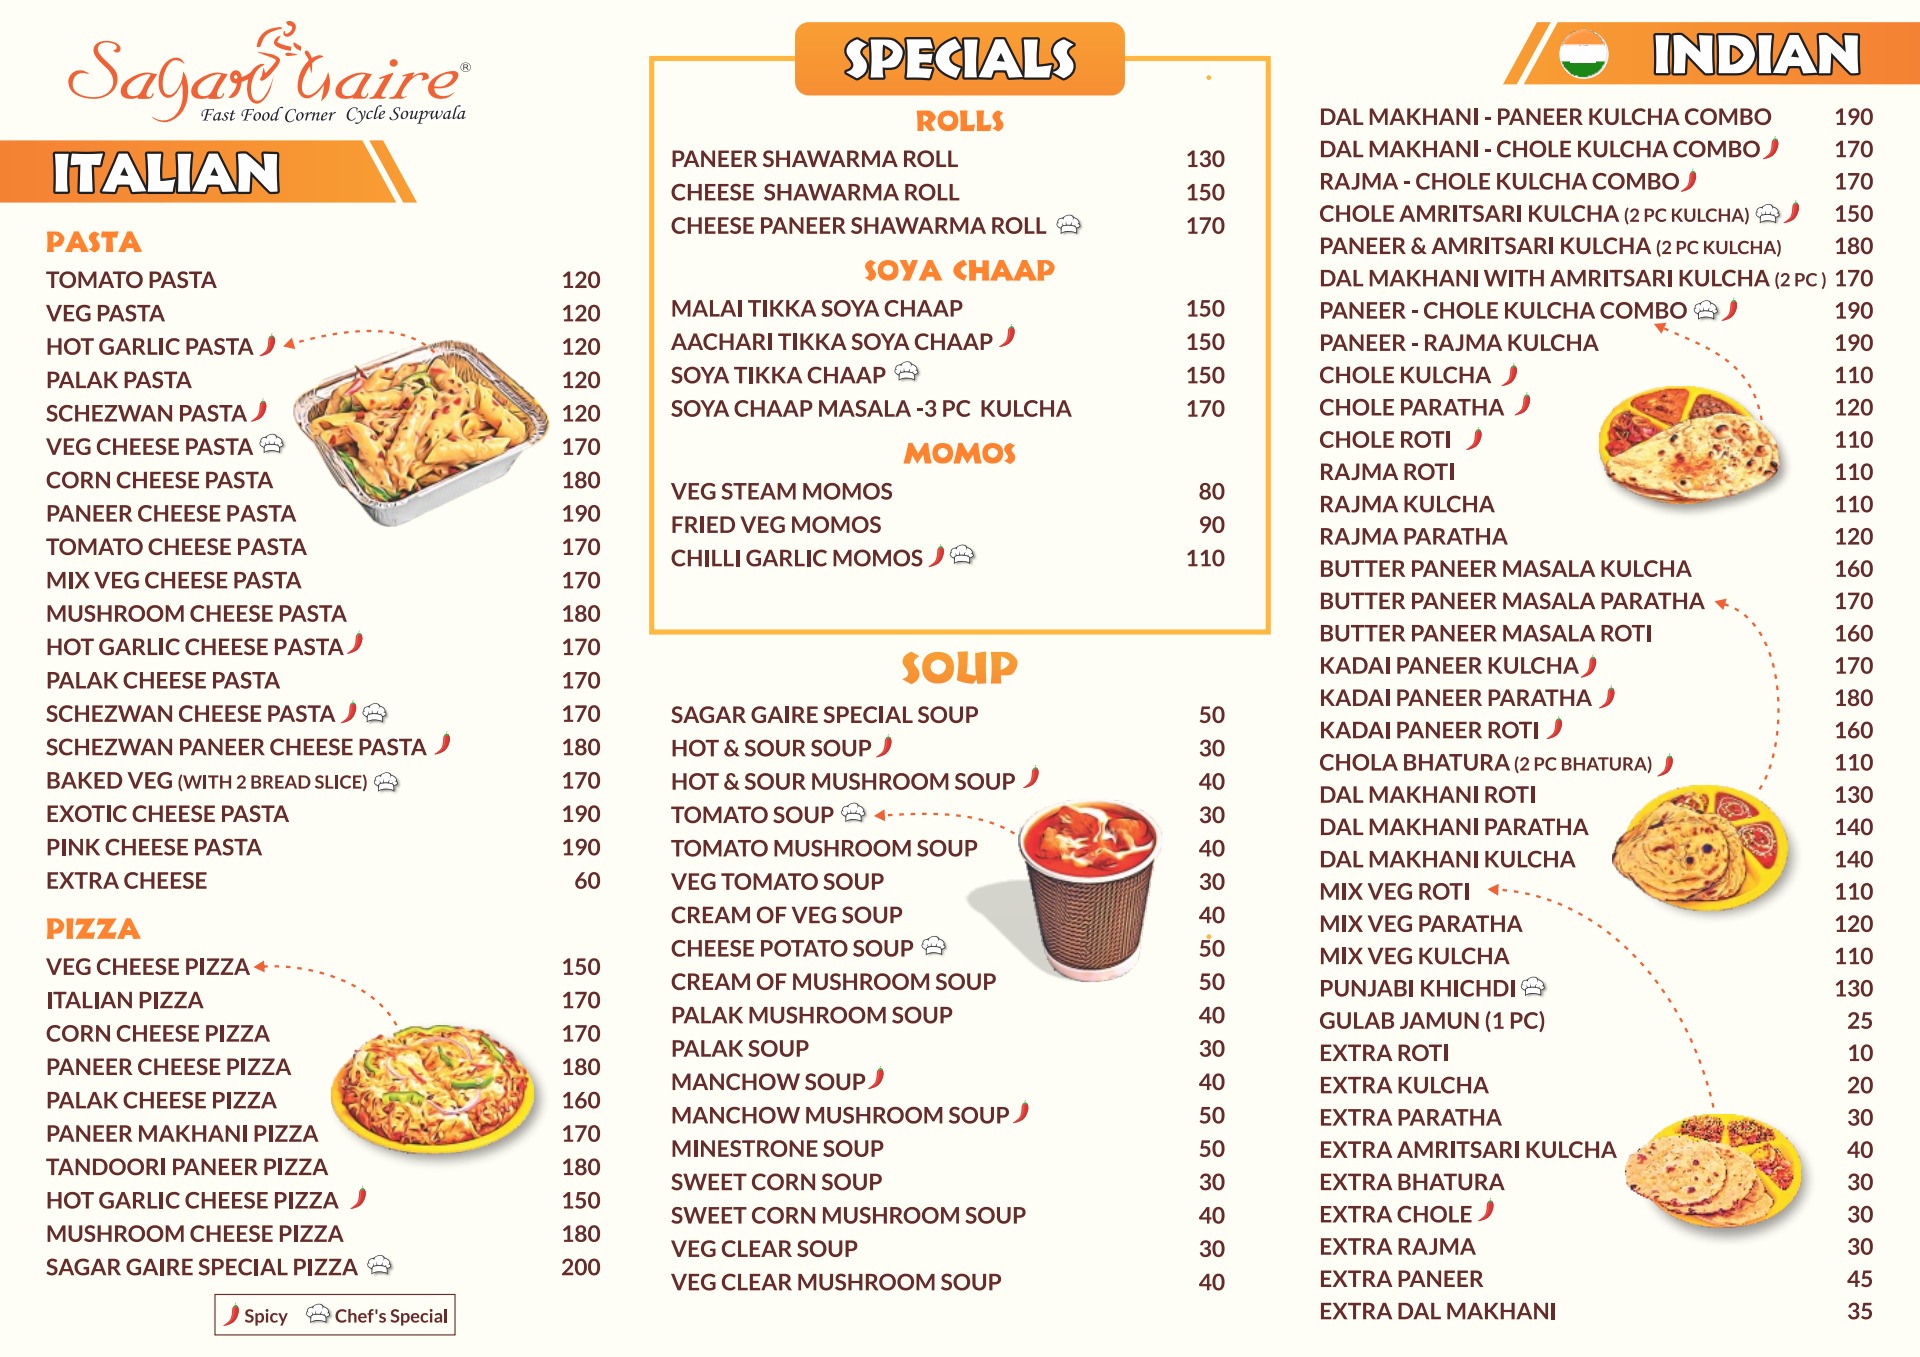 SaGar Gaire®
Fast Food Corner Cycle Soupwala
ITALIAN
PASTA
TOMATO PASTA 120
VEG PASTA 120
HOT GARLIC PASTA 120
PALAK PASTA 120
SCHEZWAN PASTA 120
VEG CHEESE PASTA 170
CORN CHEESE PASTA 180
PANEER CHEESE PASTA 190
TOMATO CHEESE PASTA 170
MIX VEG CHEESE PASTA 170
MUSHROOM CHEESE PASTA 180
HOT GARLIC CHEESE PASTA 170
PALAK CHEESE PASTA 170
SCHEZWAN CHEESE PASTA 170
SCHEZWAN PANEER CHEESE PASTA 180
BAKED VEG (WITH 2 BREAD SLICE) 170
EXOTIC CHEESE PASTA 190
PINK CHEESE PASTA 190
EXTRA CHEESE 60
PIZZA
VEG CHEESE PIZZA 150
ITALIAN PIZZA 170
CORN CHEESE PIZZA 170
PANEER CHEESE PIZZA 180
PALAK CHEESE PIZZA 160
PANEER MAKHANI PIZZA 170
TANDOORI PANEER PIZZA 180
HOT GARLIC CHEESE PIZZA 150
MUSHROOM CHEESE PIZZA 180
SAGAR GAIRE SPECIAL PIZZA 200
Spicy Chef's Special
SPECIALS
ROLLS
PANEER SHAWARMA ROLL 130
CHEESE SHAWARMA ROLL 150
CHEESE PANEER SHAWARMA ROLL 170
SOYA CHAAP
MALAI TIKKA SOYA CHAAP 150
AACHARI TIKKA SOYA CHAAP 150
SOYA TIKKA CHAAP 150
SOYA CHAAP MASALA -3 PC KULCHA 170
MOMOS
VEG STEAM MOMOS 80
FRIED VEG MOMOS 90
CHILLI GARLIC MOMOS 110
SOUP
SAGAR GAIRE SPECIAL SOUP 50
HOT & SOUR SOUP 30
HOT & SOUR MUSHROOM SOUP 40
TOMATO SOUP 30
TOMATO MUSHROOM SOUP 40
VEG TOMATO SOUP 30
CREAM OF VEG SOUP 40
CHEESE POTATO SOUP 50
CREAM OF MUSHROOM SOUP 50
PALAK MUSHROOM SOUP 40
PALAK SOUP 30
MANCHOW SOUP 40
MANCHOW MUSHROOM SOUP 50
MINESTRONE SOUP 50
SWEET CORN SOUP 30
SWEET CORN MUSHROOM SOUP 40
VEG CLEAR SOUP 30
VEG CLEAR MUSHROOM SOUP 40
INDIAN
DAL MAKHANI - PANEER KULCHA COMBO 190
DAL MAKHANI - CHOLE KULCHA COMBO 170
RAJMA - CHOLE KULCHA COMBO 170
CHOLE AMRITSARI KULCHA (2 PC KULCHA) 150
PANEER & AMRITSARI KULCHA (2 PC KULCHA) 180
DAL MAKHANI WITH AMRITSARI KULCHA (2 PC ) 170
PANEER - CHOLE KULCHA COMBO 190
PANEER - RAJMA KULCHA 190
CHOLE KULCHA 110
CHOLE PARATHA 120
CHOLE ROTI 110
RAJMA ROTI 110
RAJMA KULCHA 110
RAJMA PARATHA 120
BUTTER PANEER MASALA KULCHA 160
BUTTER PANEER MASALA PARATHA 170
BUTTER PANEER MASALA ROTI 160
KADAI PANEER KULCHA 170
KADAI PANEER PARATHA 180
KADAI PANEER ROTI 160
CHOLA BHATURA (2 PC BHATURA) 110
DAL MAKHANI ROTI 130
DAL MAKHANI PARATHA 140
DAL MAKHANI KULCHA 140
MIX VEG ROTI 110
MIX VEG PARATHA 120
MIX VEG KULCHA 110
PUNJABI KHICHDI 130
GULAB JAMUN (1 PC) 25
EXTRA ROTI 10
EXTRA KULCHA 20
EXTRA PARATHA 30
EXTRA AMRITSARI KULCHA 40
EXTRA BHATURA 30
EXTRA CHOLE 30
EXTRA RAJMA 30
EXTRA PANEER 45
EXTRA DAL MAKHANI 35